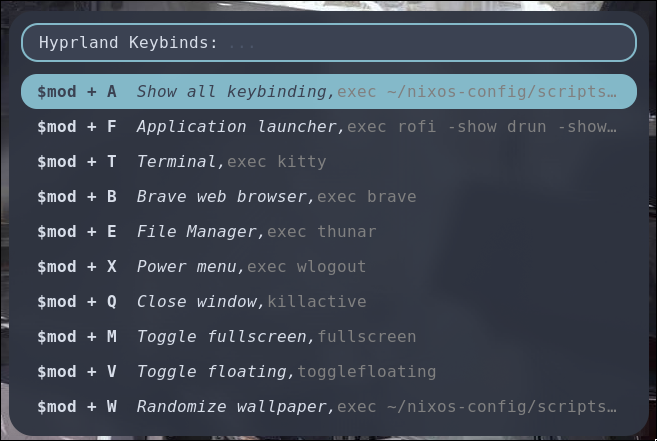 Hyprland Keybinds: ...
$mod + A Show all keybinding,exec ~/nixos-config/scripts…
$mod + F Application launcher,exec rofi -show drun -show…
$mod + T Terminal,exec kitty
$mod + B Brave web browser,exec brave
$mod + E File Manager,exec thunar
$mod + X Power menu,exec wlogout
$mod + Q Close window,killactive
$mod + M Toggle fullscreen,fullscreen
$mod + V Toggle floating,togglefloating
$mod + W Randomize wallpaper,exec ~/nixos-config/scripts…